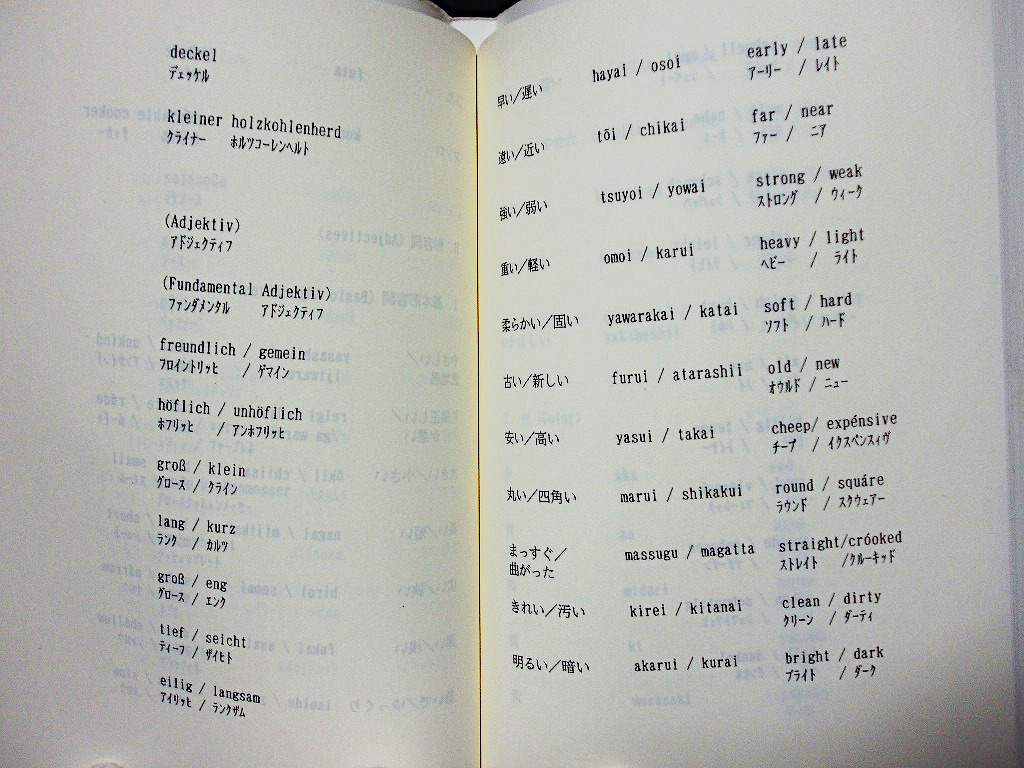 deckel
デェッケル
kleiner holzkohlenherd
クライナー ホルツコーレンヘルト
(Adjektiv)
アドジェクティフ
(Fundamental Adjektiv)
ファンダメンタル アドジェクティフ
freundlich / gemein
フロイントリッヒ / ゲマイン
höflich / unhöflich
ホフリッヒ / アンホフリッヒ
groß / klein
グロース / クライン
lang / kurz
ランク / カルツ
groß / eng
グロース / エンク
tief / seicht
ティーフ / ザイヒト
eilig / langsam
アイリッヒ / ランクザム
早い/遅い hayai / osoi early / late
アーリー / レイト
遠い/近い tōi / chikai far / near
ファー / ニア
強い/弱い tsuyoi / yowai strong / weak
ストロング / ウィーク
重い/軽い omoi / karui heavy / light
ヘビー / ライト
柔らかい/固い yawarakai / katai soft / hard
ソフト / ハード
古い/新しい furui / atarashii old / new
オウルド / ニュー
安い/高い yasui / takai cheep/ expénsive
チープ / イクスペンスィヴ
丸い/四角い marui / shikakui round / squáre
ラウンド / スクウェアー
まっすぐ/ massugu / magatta straight/cróoked
曲がった ストレイト /クルーキッド
きれい/汚い kirei / kitanai clean / dirty
クリーン / ダーティ
明るい/暗い akarui / kurai bright / dark
ブライト / ダーク